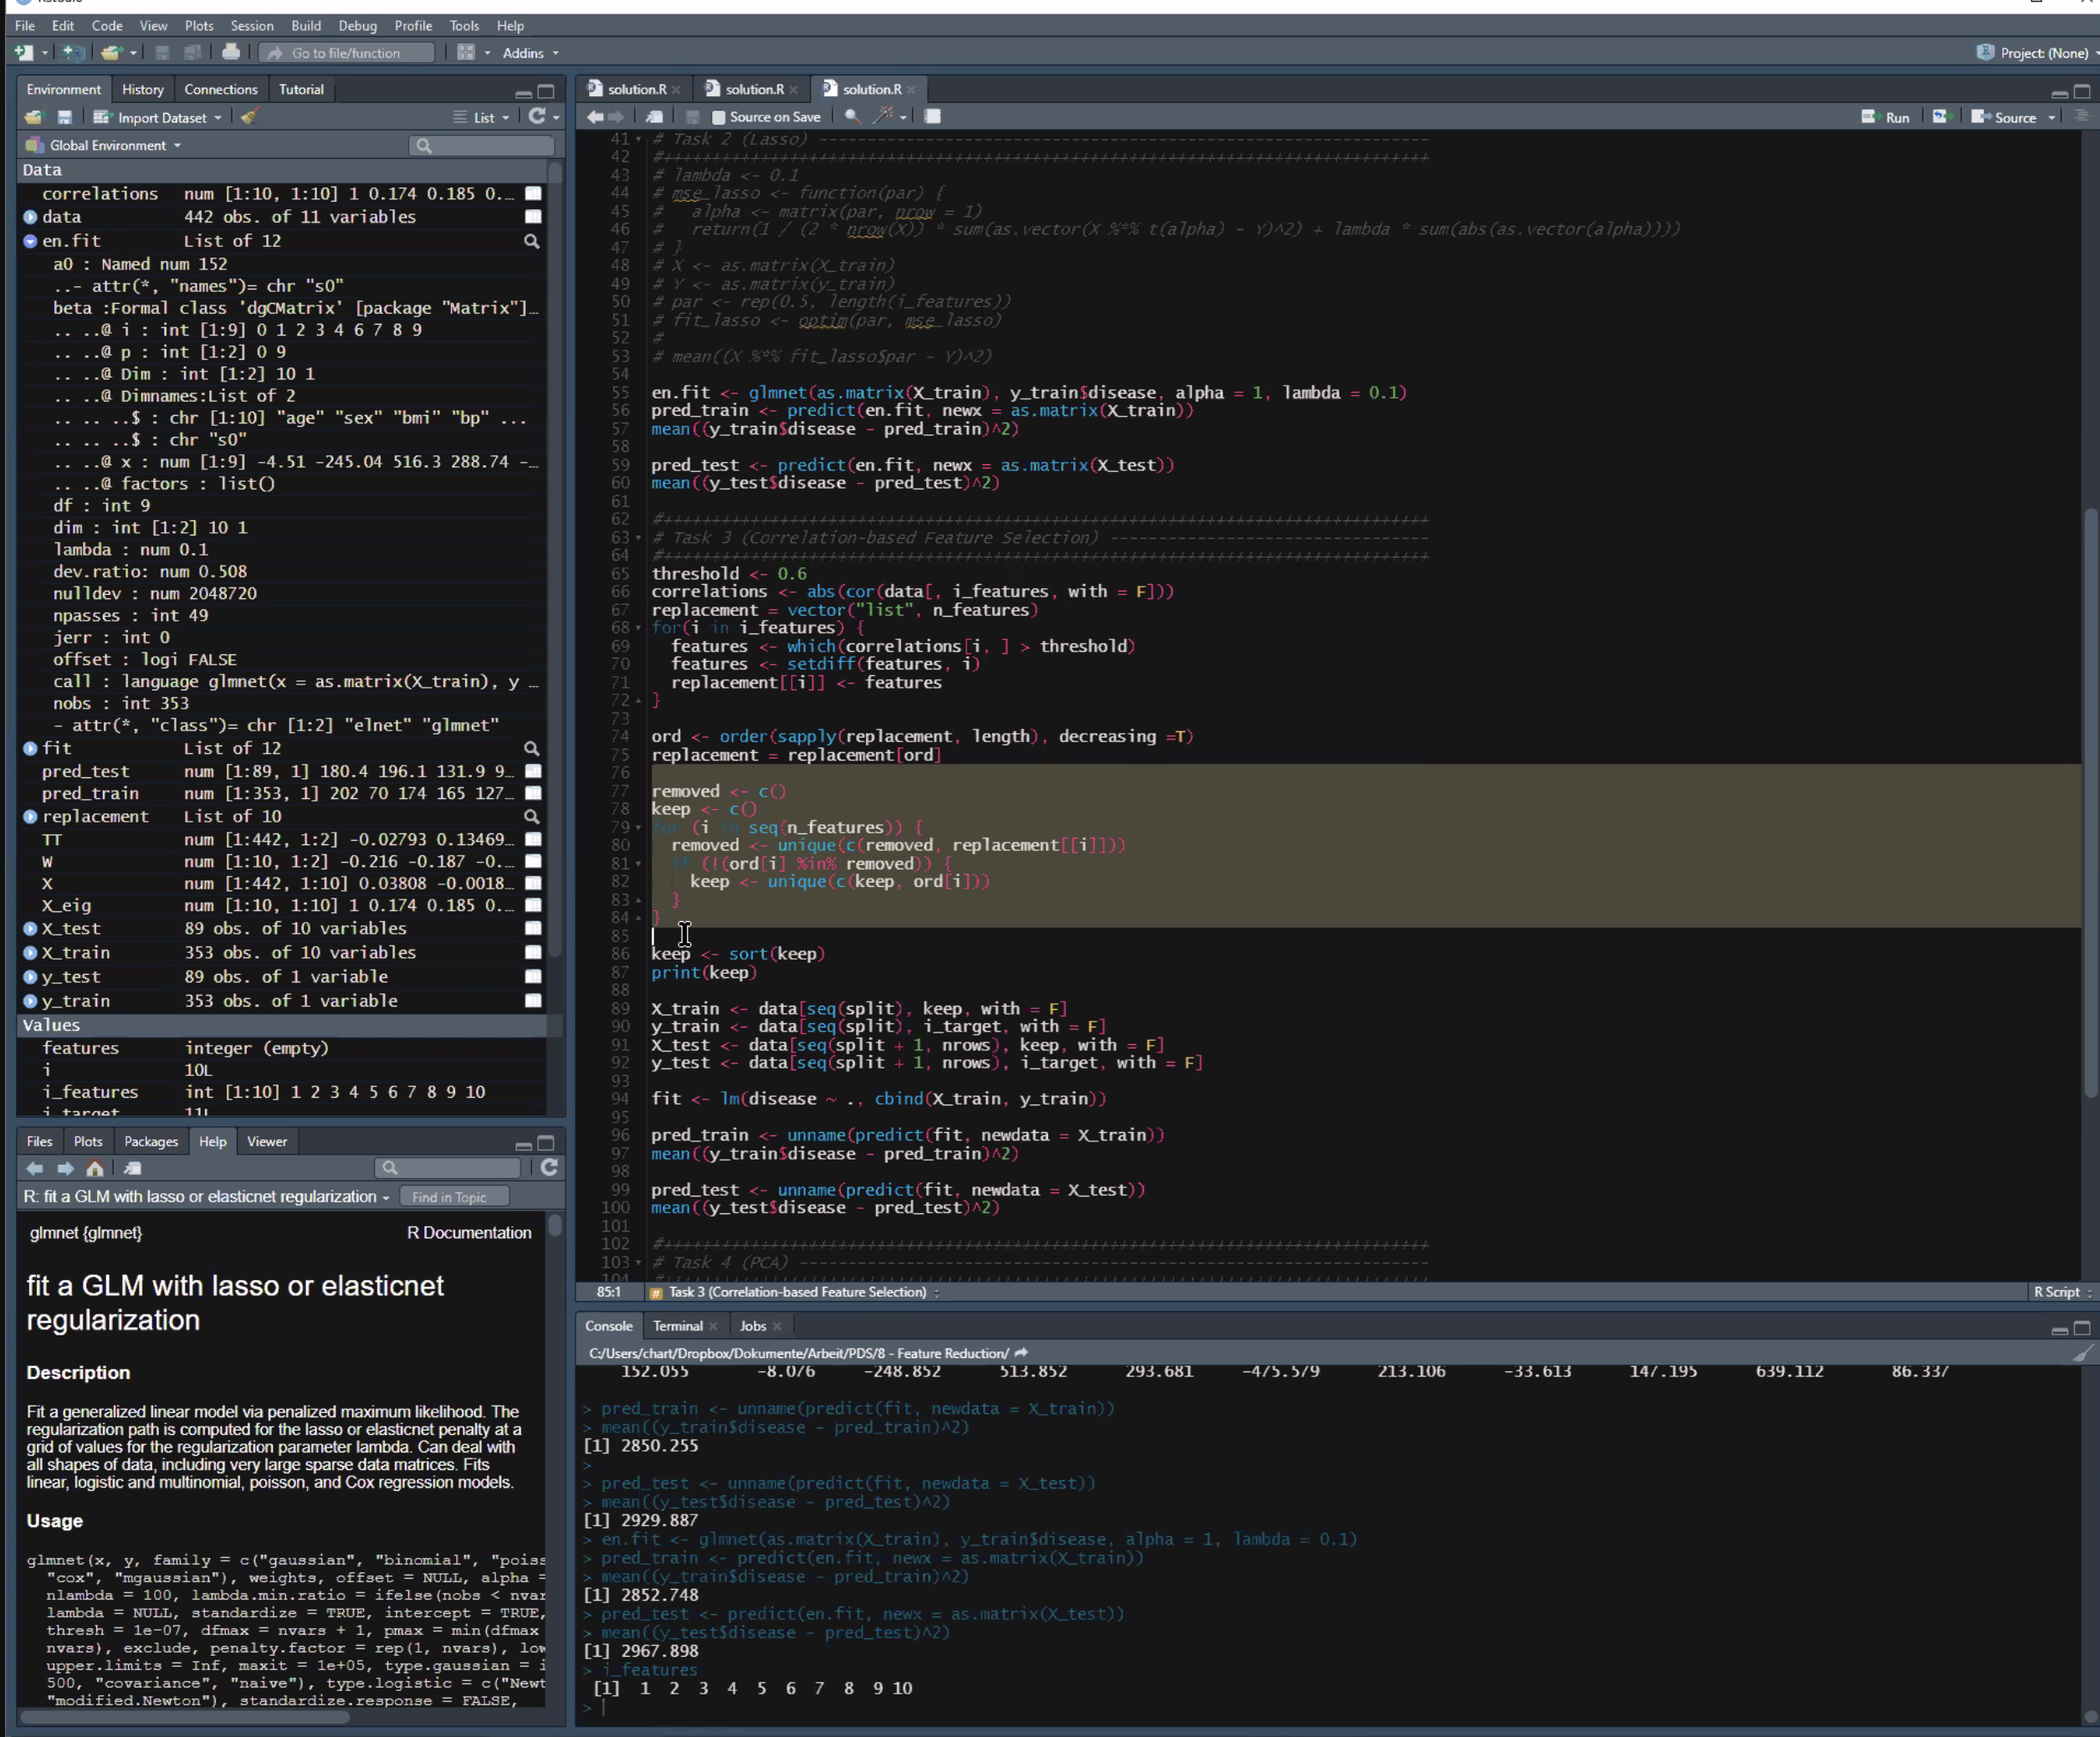 File Edit Code View Plots Session Build Debug Profile Tools Help
Go to file/function Addins Project: (None)
Environment History Connections Tutorial
Import Dataset List
Global Environment
Data
correlations num [1:10, 1:10] 1 0.174 0.185 0....
data 442 obs. of 11 variables
en.fit List of 12
a0 : Named num 152
..- attr(*, "names")= chr "s0"
beta :Formal class 'dgCMatrix' [package "Matrix"]...
.. ..@ i : int [1:9] 0 1 2 3 4 6 7 8 9
.. ..@ p : int [1:2] 0 9
.. ..@ Dim : int [1:2] 10 1
.. ..@ Dimnames:List of 2
.. .. ..$ : chr [1:10] "age" "sex" "bmi" "bp" ...
.. .. ..$ : chr "s0"
.. ..@ x : num [1:9] -4.51 -245.04 516.3 288.74 -...
.. ..@ factors : list()
df : int 9
dim : int [1:2] 10 1
lambda : num 0.1
dev.ratio: num 0.508
nulldev : num 2048720
npasses : int 49
jerr : int 0
offset : logi FALSE
call : language glmnet(x = as.matrix(X_train), y ...
nobs : int 353
- attr(*, "class")= chr [1:2] "elnet" "glmnet"
fit List of 12
pred_test num [1:89, 1] 180.4 196.1 131.9 9...
pred_train num [1:353, 1] 202 70 174 165 127...
replacement List of 10
TT num [1:442, 1:2] -0.02793 0.13469...
W num [1:10, 1:2] -0.216 -0.187 -0....
X num [1:442, 1:10] 0.03808 -0.0018...
X_eig num [1:10, 1:10] 1 0.174 0.185 0....
X_test 89 obs. of 10 variables
X_train 353 obs. of 10 variables
y_test 89 obs. of 1 variable
y_train 353 obs. of 1 variable
Values
features integer (empty)
i 10L
i_features int [1:10] 1 2 3 4 5 6 7 8 9 10
i_target 11L
Files Plots Packages Help Viewer
R: fit a GLM with lasso or elasticnet regularization Find in Topic
glmnet {glmnet} R Documentation
fit a GLM with lasso or elasticnet
regularization
Description
Fit a generalized linear model via penalized maximum likelihood. The
regularization path is computed for the lasso or elasticnet penalty at a
grid of values for the regularization parameter lambda. Can deal with
all shapes of data, including very large sparse data matrices. Fits
linear, logistic and multinomial, poisson, and Cox regression models.
Usage
glmnet(x, y, family = c("gaussian", "binomial", "poiss
"cox", "mgaussian"), weights, offset = NULL, alpha =
nlambda = 100, lambda.min.ratio = ifelse(nobs < nvar
lambda = NULL, standardize = TRUE, intercept = TRUE,
thresh = 1e-07, dfmax = nvars + 1, pmax = min(dfmax
nvars), exclude, penalty.factor = rep(1, nvars), low
upper.limits = Inf, maxit = 1e+05, type.gaussian = i
500, "covariance", "naive"), type.logistic = c("Newt
"modified.Newton"), standardize.response = FALSE,
solution.R solution.R solution.R
Source on Save Run Source
41 # Task 2 (Lasso) ----------------------------------------------------------------
42 #+++++++++++++++++++++++++++++++++++++++++++++++++++++++++++++++++++++++++++++++++
43 # lambda <- 0.1
44 # mse_lasso <- function(par) {
45 #   alpha <- matrix(par, nrow = 1)
46 #   return(1 / (2 * nrow(X)) * sum(as.vector(X %*% t(alpha) - Y)^2) + lambda * sum(abs(as.vector(alpha))))
47 # }
48 # X <- as.matrix(X_train)
49 # Y <- as.matrix(y_train)
50 # par <- rep(0.5, length(i_features))
51 # fit_lasso <- optim(par, mse_lasso)
52 #
53 # mean((X %*% fit_lasso$par - Y)^2)
54
55 en.fit <- glmnet(as.matrix(X_train), y_train$disease, alpha = 1, lambda = 0.1)
56 pred_train <- predict(en.fit, newx = as.matrix(X_train))
57 mean((y_train$disease - pred_train)^2)
58
59 pred_test <- predict(en.fit, newx = as.matrix(X_test))
60 mean((y_test$disease - pred_test)^2)
61
62 #+++++++++++++++++++++++++++++++++++++++++++++++++++++++++++++++++++++++++++++++++
63 # Task 3 (Correlation-based Feature Selection) ---------------------------------
64 #+++++++++++++++++++++++++++++++++++++++++++++++++++++++++++++++++++++++++++++++++
65 threshold <- 0.6
66 correlations <- abs(cor(data[, i_features, with = F]))
67 replacement = vector("list", n_features)
68 for(i in i_features) {
69   features <- which(correlations[i, ] > threshold)
70   features <- setdiff(features, i)
71   replacement[[i]] <- features
72 }
73
74 ord <- order(sapply(replacement, length), decreasing =T)
75 replacement = replacement[ord]
76
77 removed <- c()
78 keep <- c()
79 for (i in seq(n_features)) {
80   removed <- unique(c(removed, replacement[[i]]))
81   if (!(ord[i] %in% removed)) {
82     keep <- unique(c(keep, ord[i]))
83   }
84 }
85
86 keep <- sort(keep)
87 print(keep)
88
89 X_train <- data[seq(split), keep, with = F]
90 y_train <- data[seq(split), i_target, with = F]
91 X_test <- data[seq(split + 1, nrows), keep, with = F]
92 y_test <- data[seq(split + 1, nrows), i_target, with = F]
93
94 fit <- lm(disease ~ ., cbind(X_train, y_train))
95
96 pred_train <- unname(predict(fit, newdata = X_train))
97 mean((y_train$disease - pred_train)^2)
98
99 pred_test <- unname(predict(fit, newdata = X_test))
100 mean((y_test$disease - pred_test)^2)
101
102 #+++++++++++++++++++++++++++++++++++++++++++++++++++++++++++++++++++++++++++++++++
103 # Task 4 (PCA) ------------------------------------------------------------------
104
85:1 # Task 3 (Correlation-based Feature Selection) R Script
Console Terminal Jobs
C:/Users/chart/Dropbox/Dokumente/Arbeit/PDS/8 - Feature Reduction/
152.055 -8.076 -248.852 513.852 293.681 -475.579 213.106 -33.613 147.195 639.112 86.337
> pred_train <- unname(predict(fit, newdata = X_train))
> mean((y_train$disease - pred_train)^2)
[1] 2850.255
>
> pred_test <- unname(predict(fit, newdata = X_test))
> mean((y_test$disease - pred_test)^2)
[1] 2929.887
> en.fit <- glmnet(as.matrix(X_train), y_train$disease, alpha = 1, lambda = 0.1)
> pred_train <- predict(en.fit, newx = as.matrix(X_train))
> mean((y_train$disease - pred_train)^2)
[1] 2852.748
> pred_test <- predict(en.fit, newx = as.matrix(X_test))
> mean((y_test$disease - pred_test)^2)
[1] 2967.898
> i_features
[1] 1 2 3 4 5 6 7 8 9 10
>